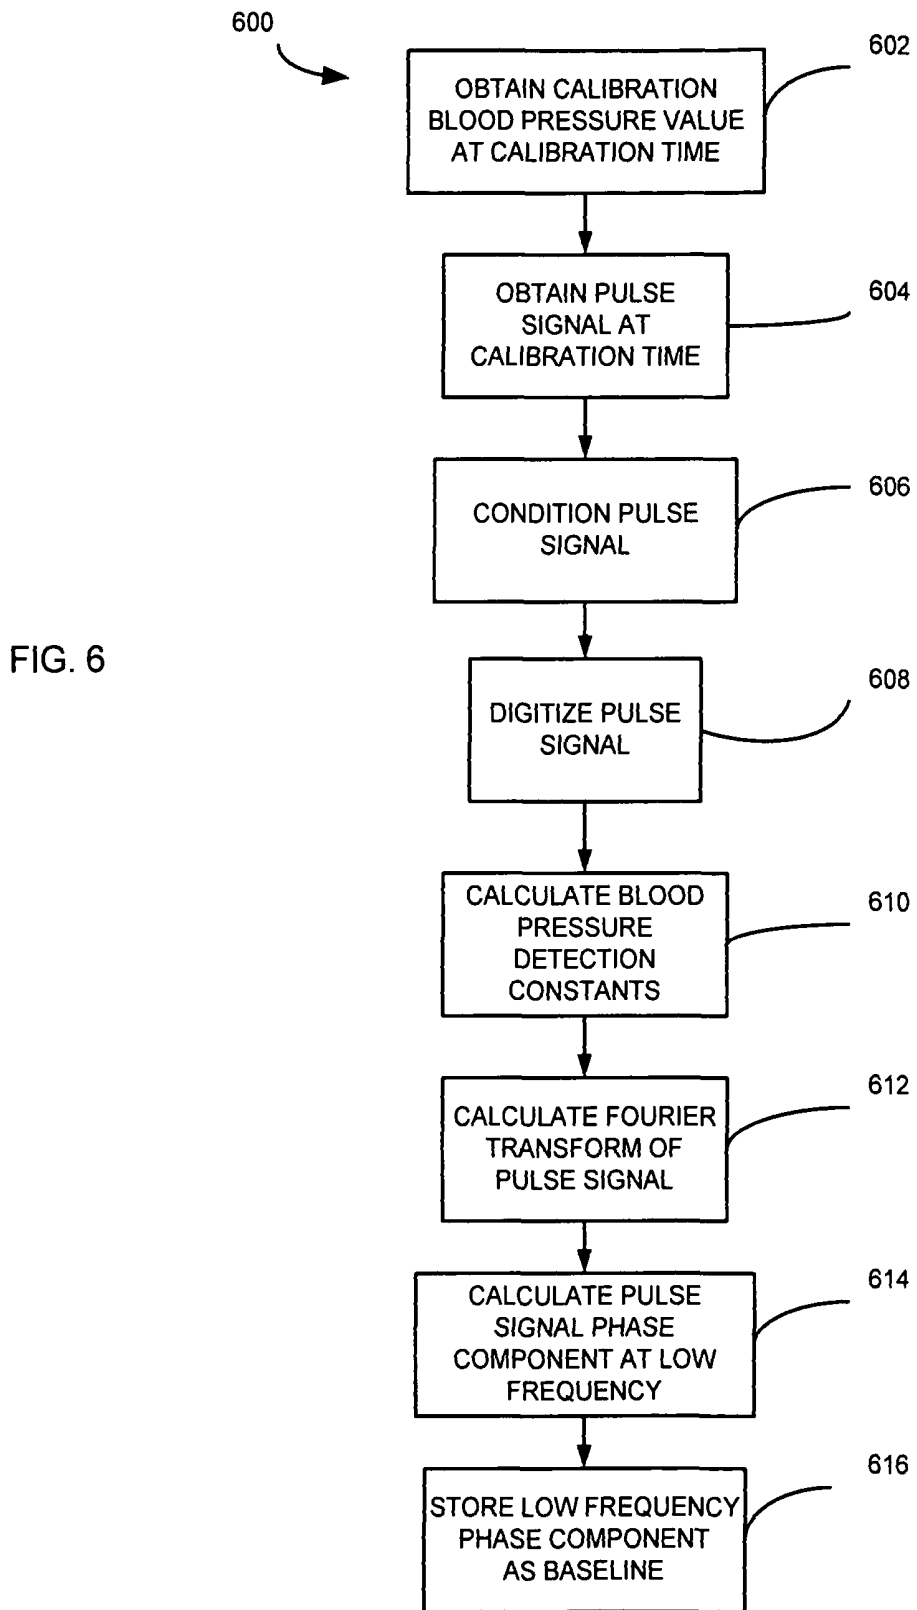 600
602
OBTAIN CALIBRATION
BLOOD PRESSURE VALUE
AT CALIBRATION TIME
604
OBTAIN PULSE
SIGNAL AT
CALIBRATION TIME
606
CONDITION PULSE
SIGNAL
FIG. 6
608
DIGITIZE PULSE
SIGNAL
610
CALCULATE BLOOD
PRESSURE
DETECTION
CONSTANTS
612
CALCULATE FOURIER
TRANSFORM OF
PULSE SIGNAL
614
CALCULATE PULSE
SIGNAL PHASE
COMPONENT AT LOW
FREQUENCY
616
STORE LOW FREQUENCY
PHASE COMPONENT
AS BASELINE